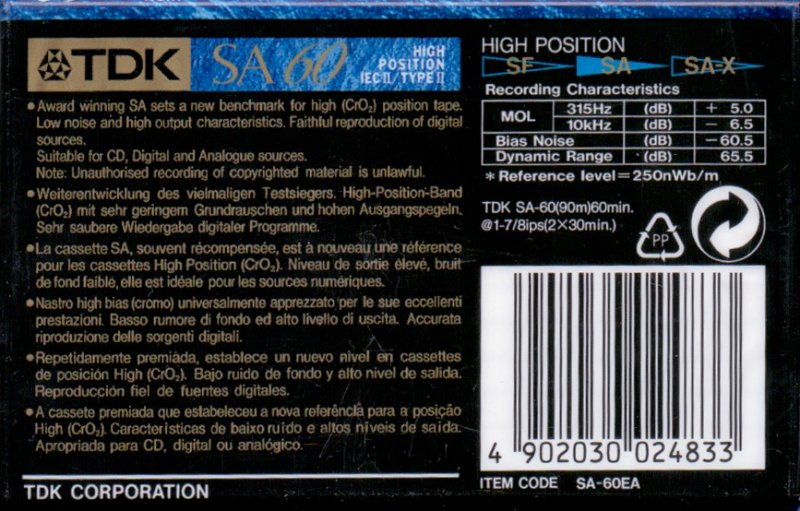 TDK SA 60 HIGH POSITION IECⅡ/TYPEⅡ
• Award winning SA sets a new benchmark for high (CrO₂) position tape.
Low noise and high output characteristics. Faithful reproduction of digital
sources.
Suitable for CD, Digital and Analogue sources.
Note: Unauthorised recording of copyrighted material is unlawful.
• Weiterentwicklung des vielmaligen Testsiegers. High-Position-Band
(CrO₂) mit sehr geringem Grundrauschen und hohen Ausgangspegeln.
Sehr saubere Wiedergabe digitaler Programme.
• La cassette SA, souvent récompensée, est à nouveau une référence
pour les cassettes High Position (CrO₂). Niveau de sortie élevé, bruit
de fond faible, elle est idéale pour les sources numériques.
• Nastro high bias (cromo) universalmente apprezzato per le sue eccellenti
prestazioni. Basso rumore di fondo ed alto livello di uscita. Accurata
riproduzione delle sorgenti digitali.
• Repetidamente premiada, establece un nuevo nivel en cassettes
de posición High (CrO₂). Bajo ruido de fondo y alto nivel de salida.
Reproducción fiel de fuentes digitales.
• A cassete premiada que estabeleceu a nova referência para a posição
High (CrO₂). Características de baixo ruído e altos níveis de saída.
Apropriada para CD, digital ou analógico.
TDK CORPORATION
HIGH POSITION
SF SA SA-X
Recording Characteristics
MOL 315Hz (dB) + 5.0
10kHz (dB) − 6.5
Bias Noise (dB) −60.5
Dynamic Range (dB) 65.5
* Reference level=250nWb/m
TDK SA-60(90m)60min.
@1-7/8ips(2×30min.)
PP
4 902030 024833
ITEM CODE SA-60EA